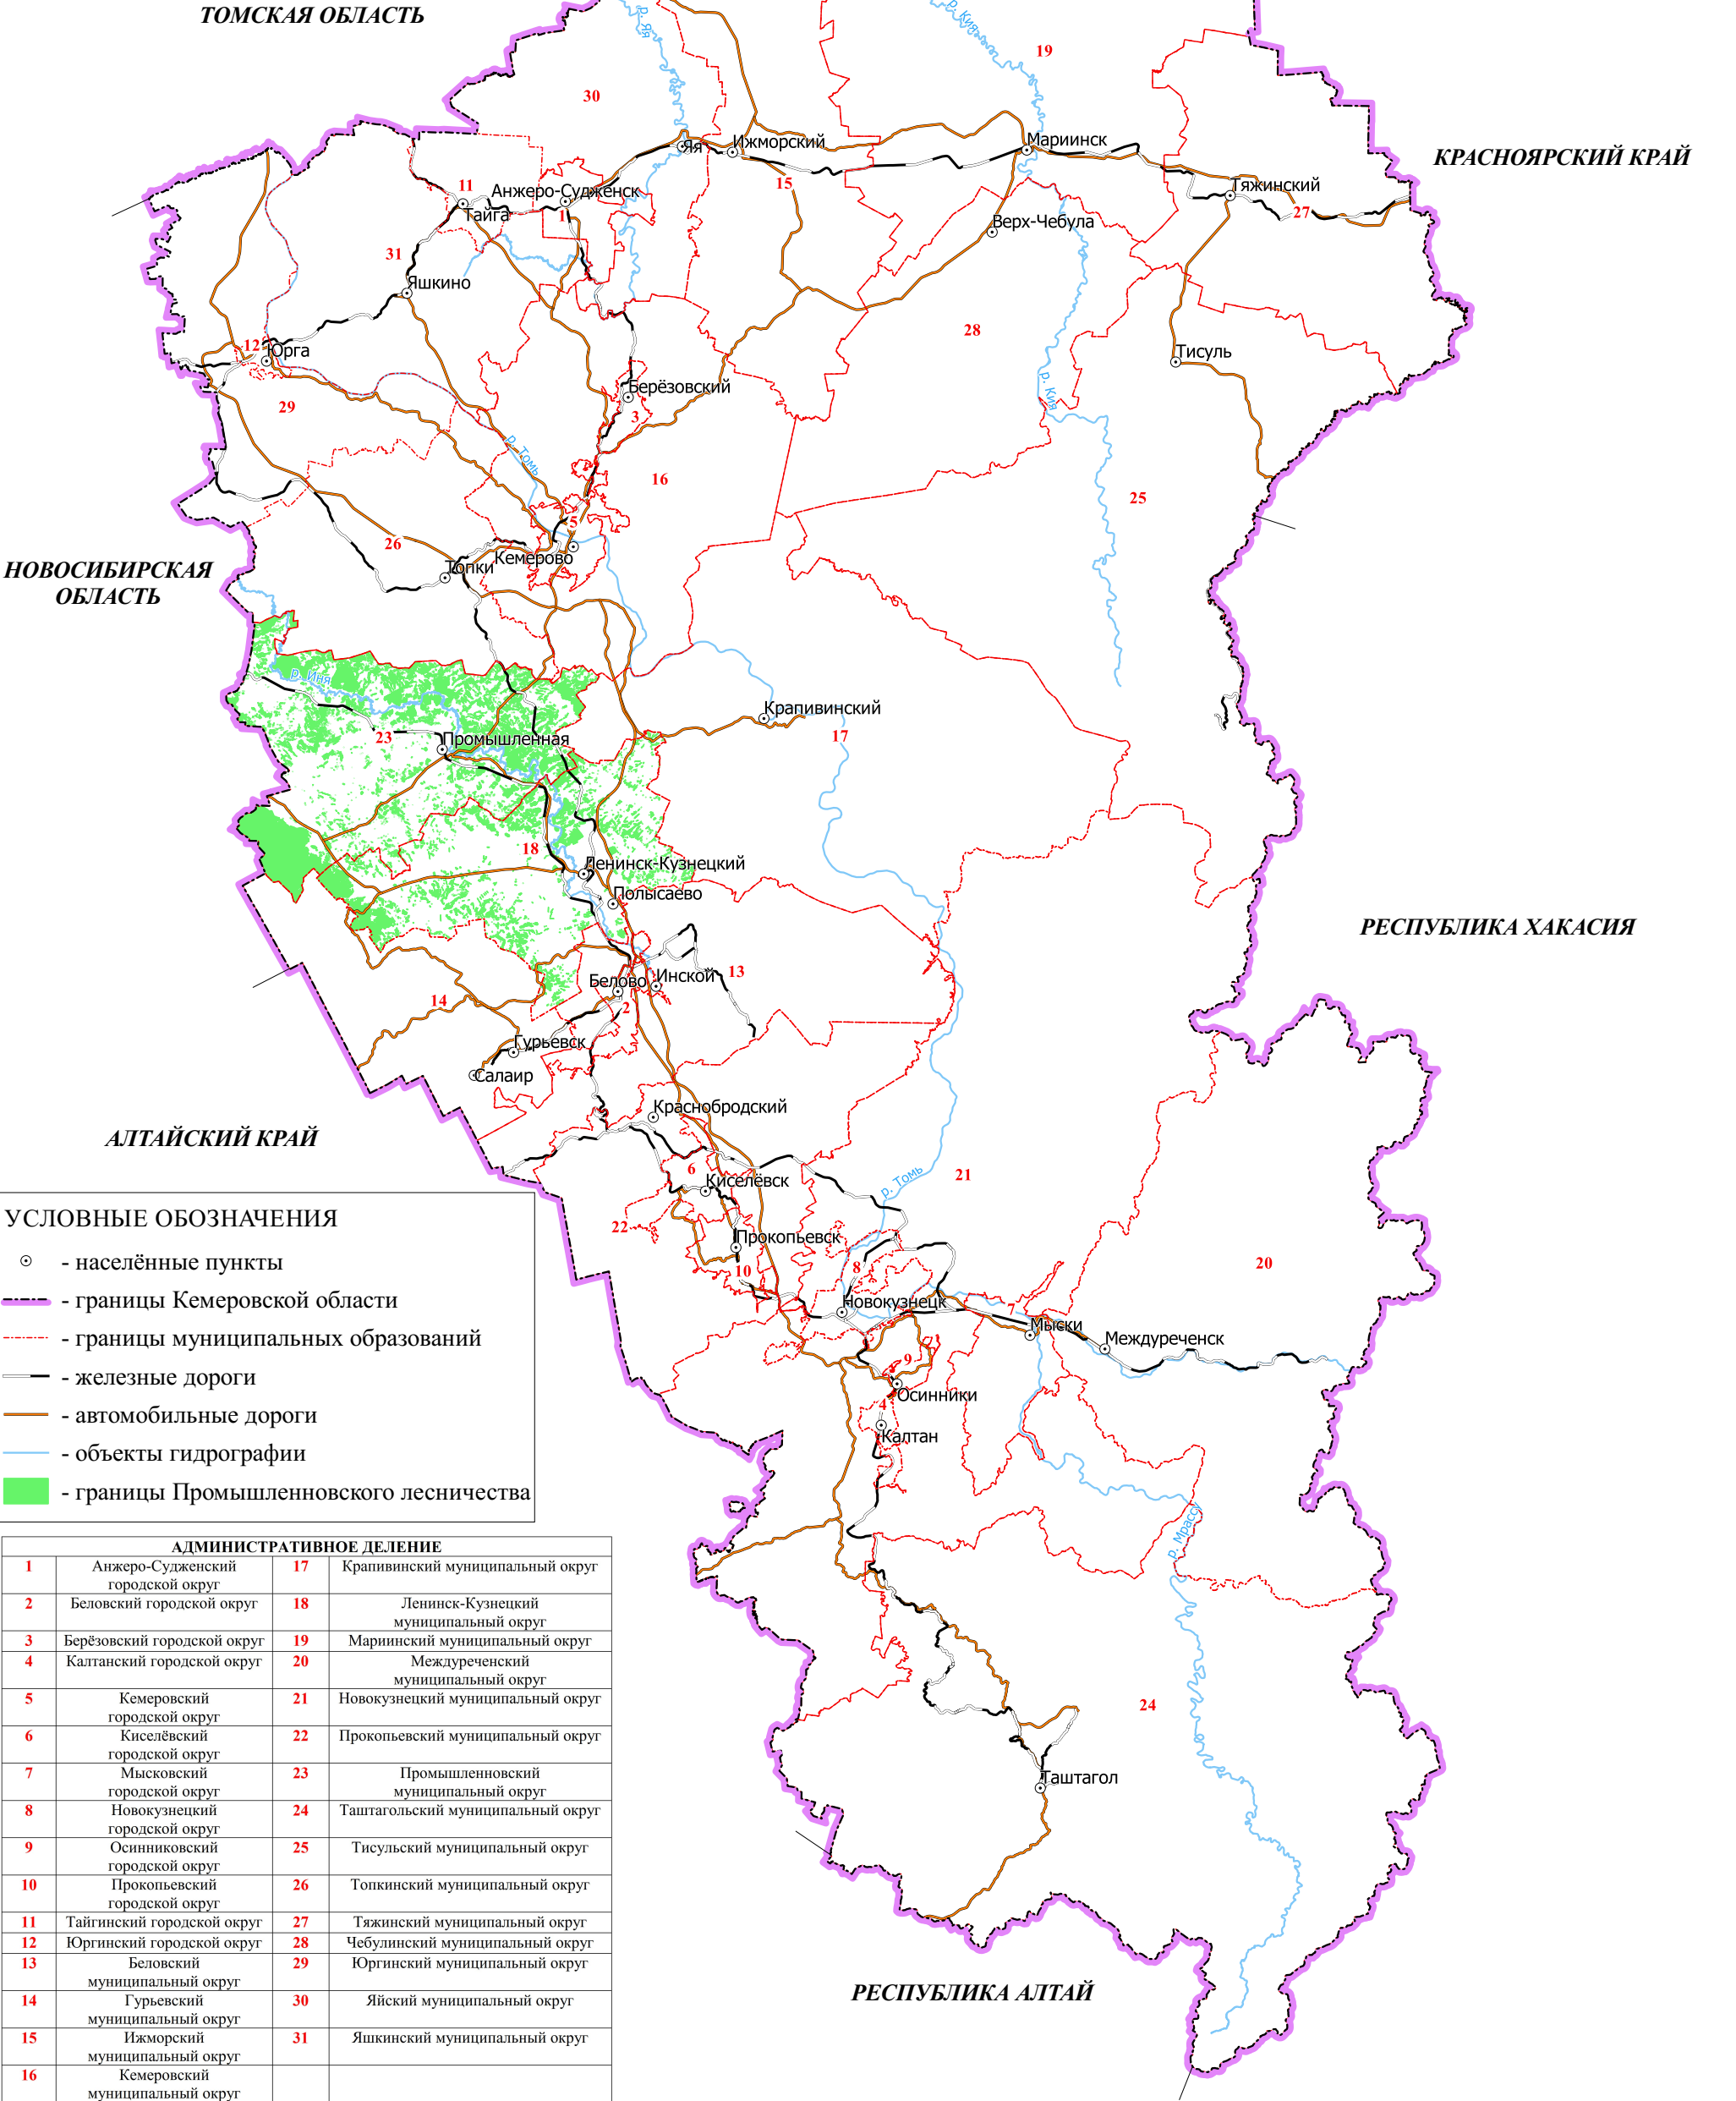 ТОМСКАЯ ОБЛАСТЬ
р. Яя
р. Кия
19
30
Яя
Ижморский
Мариинск
КРАСНОЯРСКИЙ КРАЙ
15
11
Анжеро-Судженск
1
Тайга
Тяжинский
27
Верх-Чебула
31
Яшкино
28
12
Юрга
Тисуль
р. Кия
Берёзовский
3
29
р. Томь
16
25
5
26
Кемерово
Топки
НОВОСИБИРСКАЯ
ОБЛАСТЬ
р. Иня
Крапивинский
17
23
Промышленная
18
Ленинск-Кузнецкий
Полысаево
РЕСПУБЛИКА ХАКАСИЯ
13
Белово
Инской
2
14
Гурьевск
Салаир
Краснобродский
АЛТАЙСКИЙ КРАЙ
6
Киселёвск
р. Томь
21
22
Прокопьевск
10
8
20
Новокузнецк
7
Мыски
Междуреченск
9
Осинники
4
Калтан
р. Мрассу
24
Таштагол
РЕСПУБЛИКА АЛТАЙ
УСЛОВНЫЕ ОБОЗНАЧЕНИЯ
- населённые пункты
- границы Кемеровской области
- границы муниципальных образований
- железные дороги
- автомобильные дороги
- объекты гидрографии
- границы Промышленновского лесничества
АДМИНИСТРАТИВНОЕ ДЕЛЕНИЕ
1 Анжеро-Судженский городской округ 17 Крапивинский муниципальный округ
2 Беловский городской округ 18 Ленинск-Кузнецкий муниципальный округ
3 Берёзовский городской округ 19 Мариинский муниципальный округ
4 Калтанский городской округ 20 Междуреченский муниципальный округ
5 Кемеровский городской округ 21 Новокузнецкий муниципальный округ
6 Киселёвский городской округ 22 Прокопьевский муниципальный округ
7 Мысковский городской округ 23 Промышленновский муниципальный округ
8 Новокузнецкий городской округ 24 Таштагольский муниципальный округ
9 Осинниковский городской округ 25 Тисульский муниципальный округ
10 Прокопьевский городской округ 26 Топкинский муниципальный округ
11 Тайгинский городской округ 27 Тяжинский муниципальный округ
12 Юргинский городской округ 28 Чебулинский муниципальный округ
13 Беловский муниципальный округ 29 Юргинский муниципальный округ
14 Гурьевский муниципальный округ 30 Яйский муниципальный округ
15 Ижморский муниципальный округ 31 Яшкинский муниципальный округ
16 Кемеровский муниципальный округ